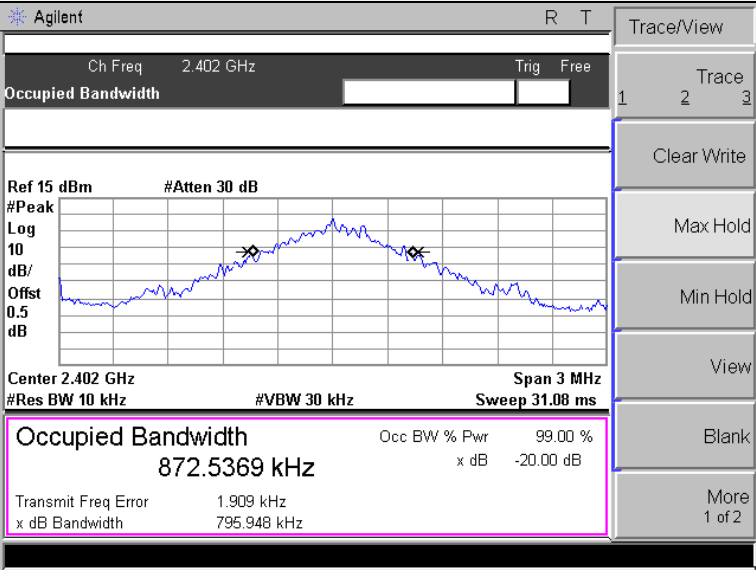 Agilent R T
Ch Freq 2.402 GHz Trig Free
Occupied Bandwidth
Ref 15 dBm #Atten 30 dB
#Peak
Log
10
dB/
Offst
0.5
dB
Center 2.402 GHz Span 3 MHz
#Res BW 10 kHz #VBW 30 kHz Sweep 31.08 ms
Occupied Bandwidth Occ BW % Pwr 99.00 %
872.5369 kHz x dB -20.00 dB
Transmit Freq Error 1.909 kHz
x dB Bandwidth 795.948 kHz
Trace/View
Trace
1 2 3
Clear Write
Max Hold
Min Hold
View
Blank
More
1 of 2